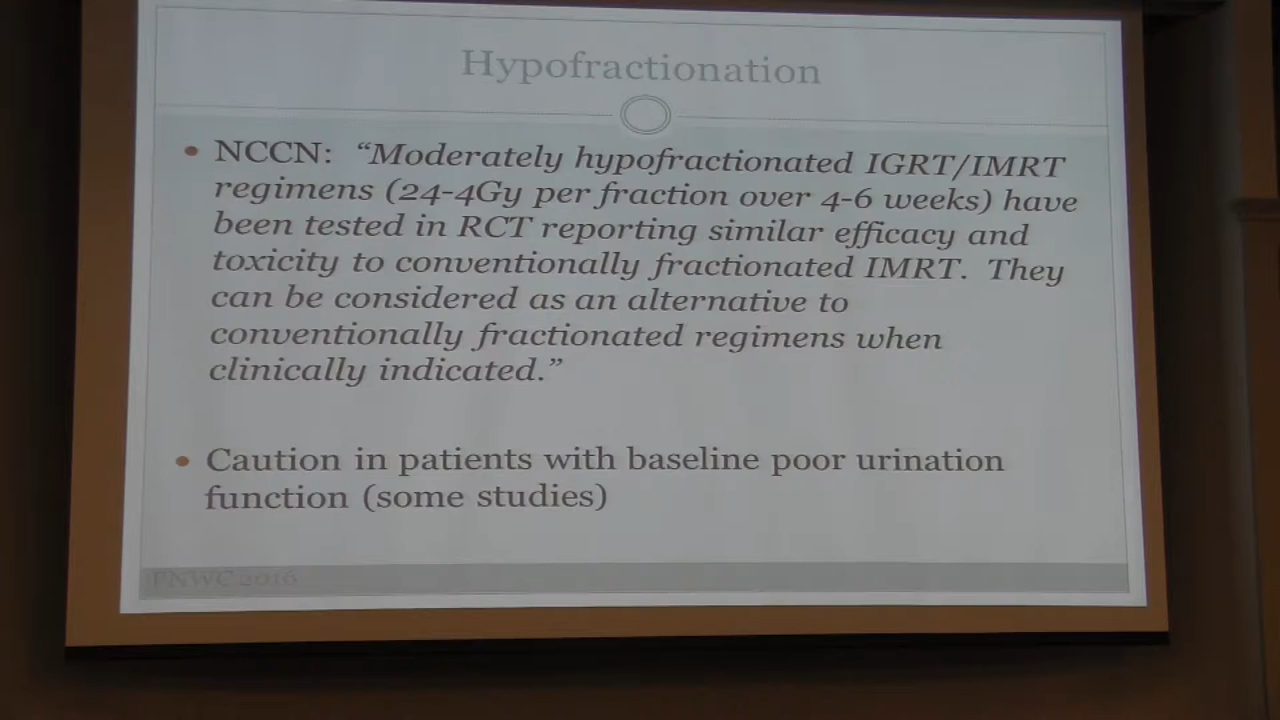 Hypofractionation
• NCCN: “Moderately hypofractionated IGRT/IMRT
regimens (24-4Gy per fraction over 4-6 weeks) have
been tested in RCT reporting similar efficacy and
toxicity to conventionally fractionated IMRT. They
can be considered as an alternative to
conventionally fractionated regimens when
clinically indicated.”
• Caution in patients with baseline poor urination
function (some studies)
PNWC 2016